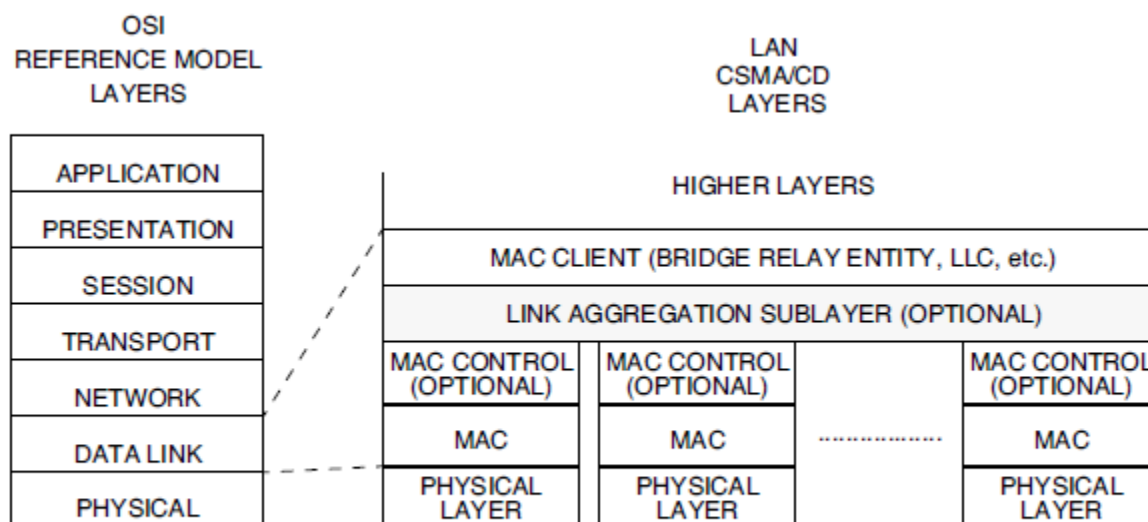 OSI
REFERENCE MODEL
LAYERS
LAN
CSMA/CD
LAYERS
APPLICATION
PRESENTATION
SESSION
TRANSPORT
NETWORK
DATA LINK
PHYSICAL
HIGHER LAYERS
MAC CLIENT (BRIDGE RELAY ENTITY, LLC, etc.)
LINK AGGREGATION SUBLAYER (OPTIONAL)
MAC CONTROL
(OPTIONAL)
MAC
PHYSICAL
LAYER
MAC CONTROL
(OPTIONAL)
MAC
PHYSICAL
LAYER
MAC CONTROL
(OPTIONAL)
MAC
PHYSICAL
LAYER